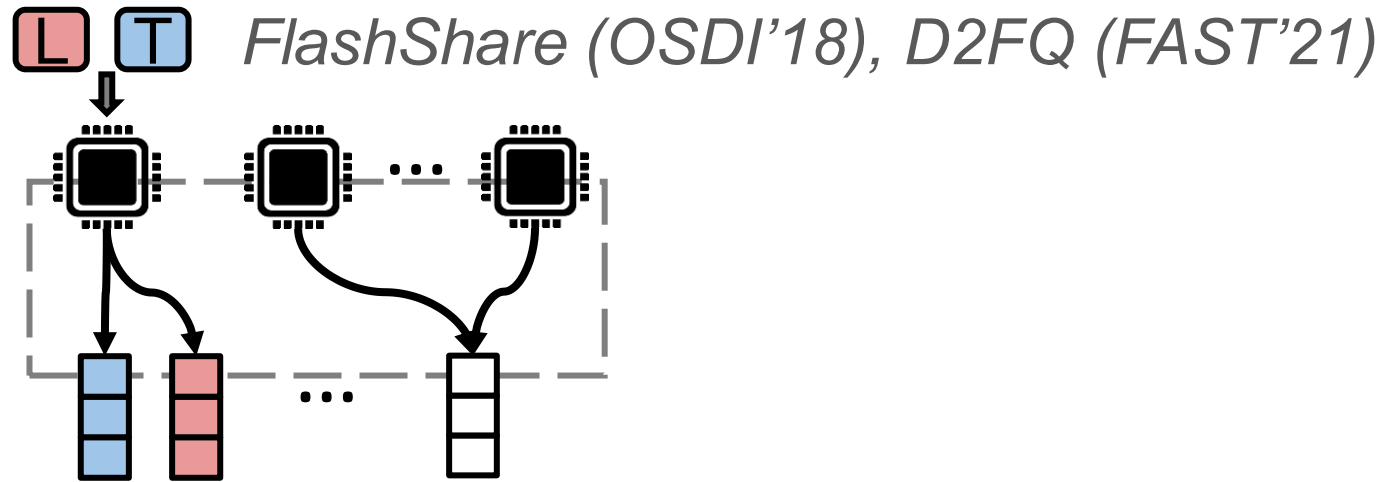 L T FlashShare (OSDI’18), D2FQ (FAST’21)
...
...